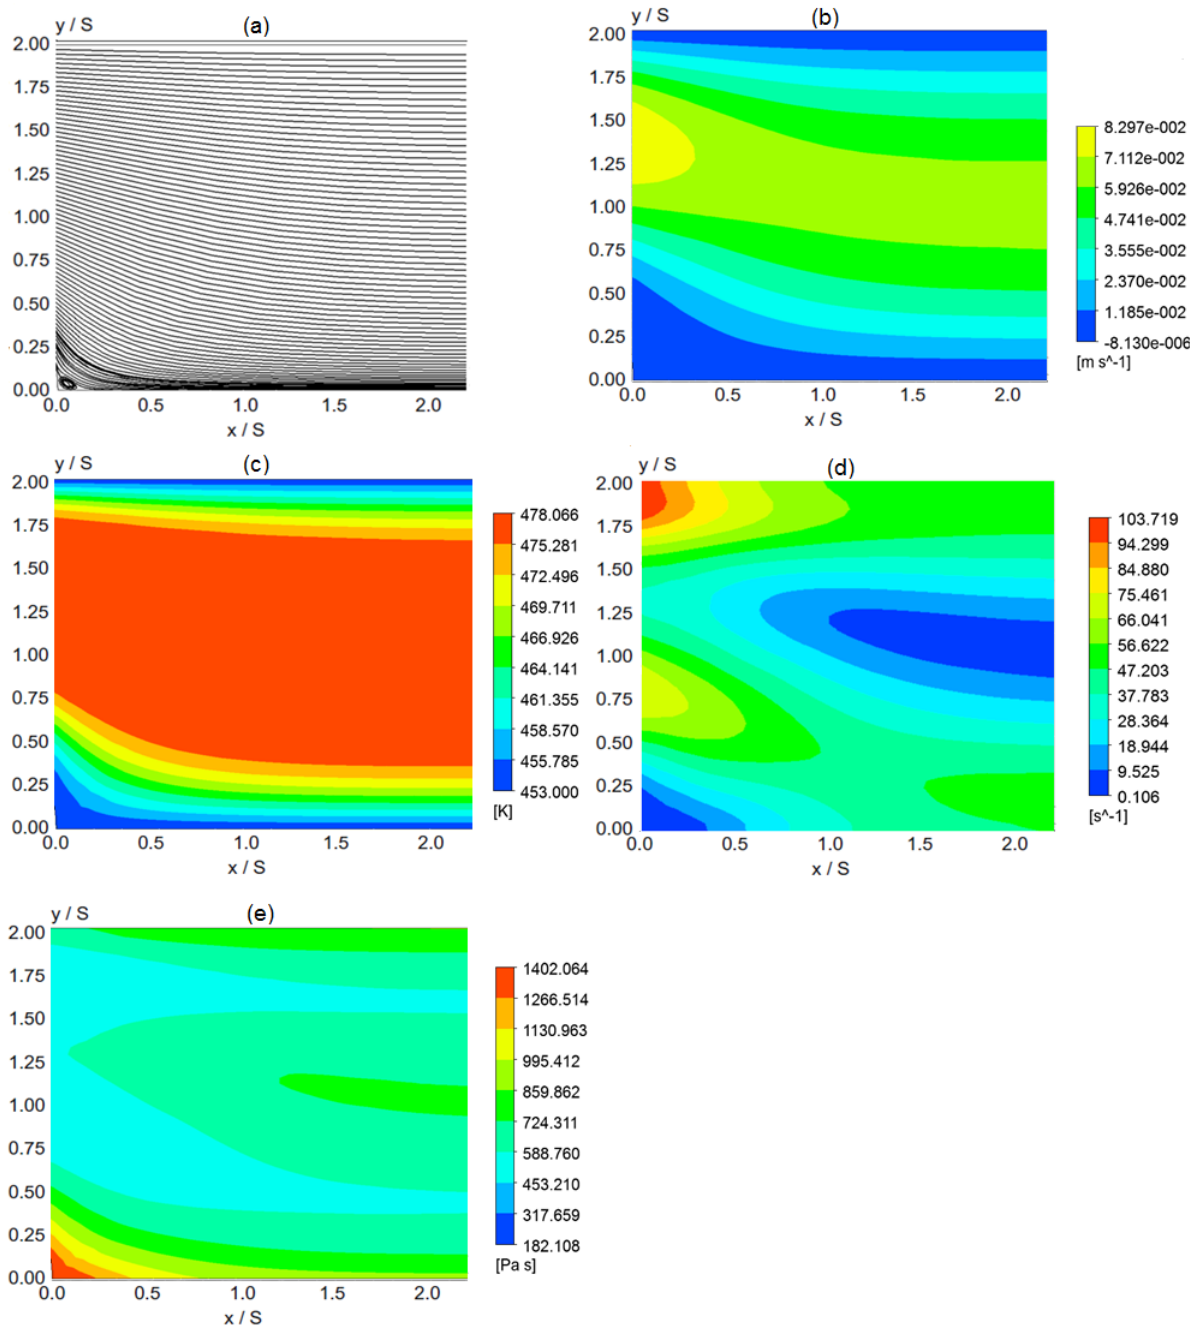 y / S
(a)
2.00
1.75
1.50
1.25
1.00
0.75
0.50
0.25
0.00
0.0 0.5 1.0 1.5 2.0
x / S
y / S
(b)
2.00
1.75
1.50
1.25
1.00
0.75
0.50
0.25
0.00
0.0 0.5 1.0 1.5 2.0
x / S
8.297e-002
7.112e-002
5.926e-002
4.741e-002
3.555e-002
2.370e-002
1.185e-002
-8.130e-006
[m s^-1]
y / S
(c)
2.00
1.75
1.50
1.25
1.00
0.75
0.50
0.25
0.00
0.0 0.5 1.0 1.5 2.0
x / S
478.066
475.281
472.496
469.711
466.926
464.141
461.355
458.570
455.785
453.000
[K]
y / S
(d)
2.00
1.75
1.50
1.25
1.00
0.75
0.50
0.25
0.00
0.0 0.5 1.0 1.5 2.0
x / S
103.719
94.299
84.880
75.461
66.041
56.622
47.203
37.783
28.364
18.944
9.525
0.106
[s^-1]
y / S
(e)
2.00
1.75
1.50
1.25
1.00
0.75
0.50
0.25
0.00
0.0 0.5 1.0 1.5 2.0
x / S
1402.064
1266.514
1130.963
995.412
859.862
724.311
588.760
453.210
317.659
182.108
[Pa s]